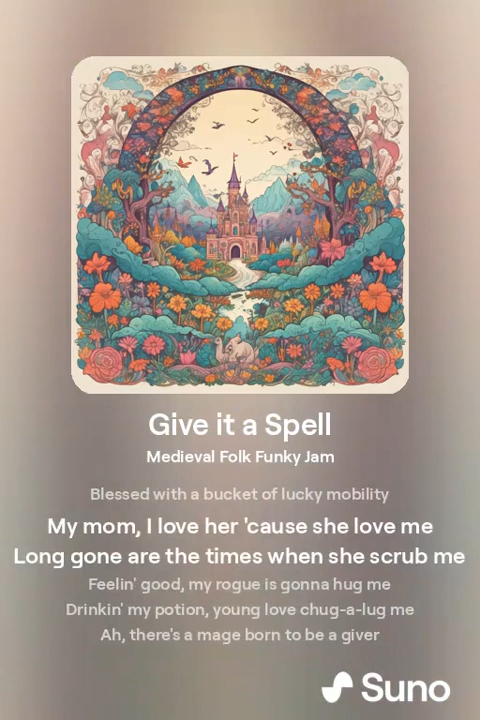 Give it a Spell
Medieval Folk Funky Jam
Blessed with a bucket of lucky mobility
My mom, I love her 'cause she love me
Long gone are the times when she scrub me
Feelin' good, my rogue is gonna hug me
Drinkin' my potion, young love chug-a-lug me
Ah, there's a mage born to be a giver
Suno